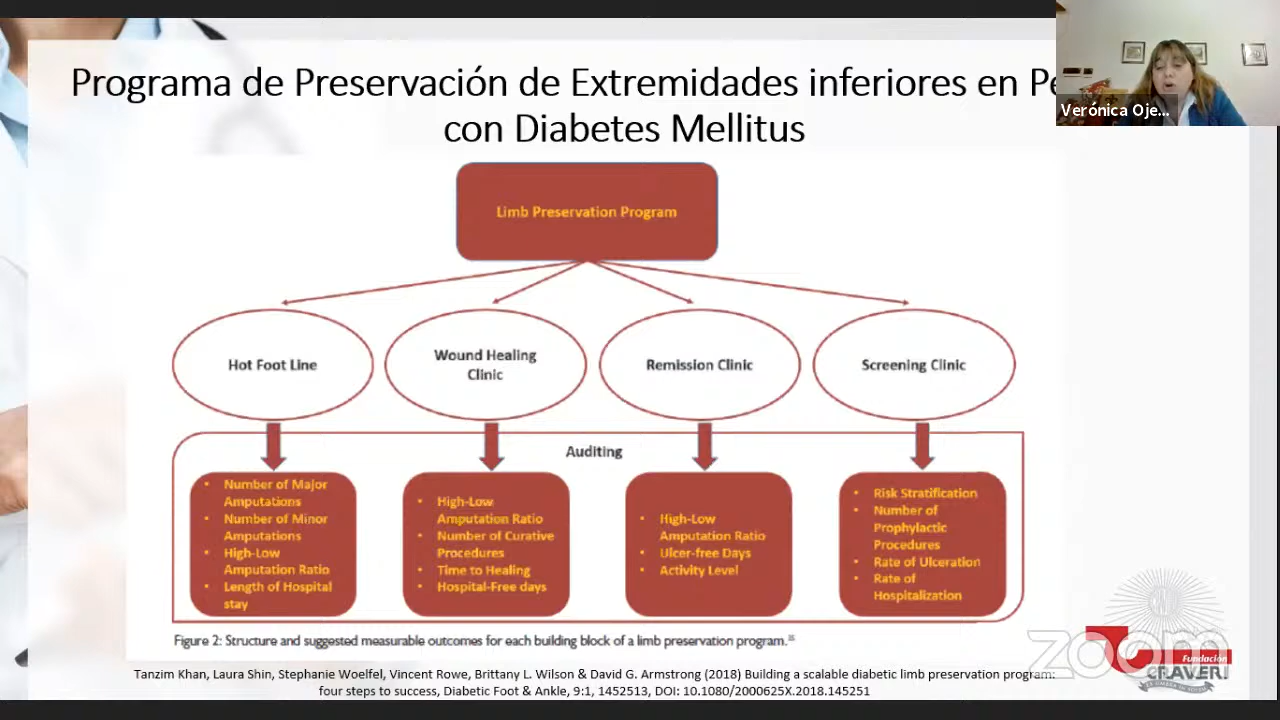 Programa de Preservación de Extremidades inferiores en Pe
con Diabetes Mellitus
Verónica Oje...
Limb Preservation Program
Hot Foot Line
Wound Healing
Clinic
Remission Clinic
Screening Clinic
Auditing
• Number of Major
Amputations
• Number of Minor
Amputations
• High-Low
Amputation Ratio
• Length of Hospital
stay
• High-Low
Amputation Ratio
• Number of Curative
Procedures
• Time to Healing
• Hospital-Free days
• High-Low
Amputation Ratio
• Ulcer-free Days
• Activity Level
• Risk Stratification
• Number of
Prophylactic
Procedures
• Rate of Ulceration
• Rate of
Hospitalization
Figure 2: Structure and suggested measurable outcomes for each building block of a limb preservation program.
Tanzim Khan, Laura Shin, Stephanie Woelfel, Vincent Rowe, Brittany L. Wilson & David G. Armstrong (2018) Building a scalable diabetic limb preservation program:
four steps to success, Diabetic Foot & Ankle, 9:1, 1452513, DOI: 10.1080/2000625X.2018.145251
zoom
Fundación
CRAVERI